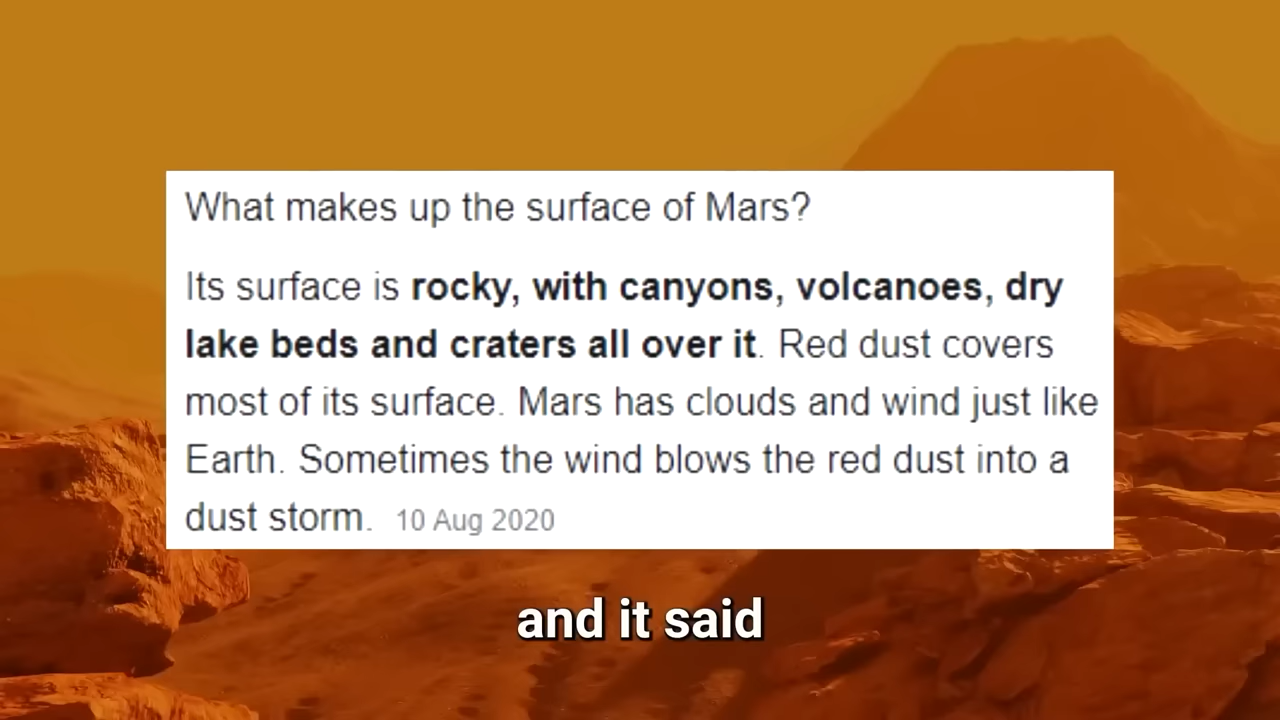 What makes up the surface of Mars?
Its surface is rocky, with canyons, volcanoes, dry
lake beds and craters all over it. Red dust covers
most of its surface. Mars has clouds and wind just like
Earth. Sometimes the wind blows the red dust into a
dust storm. 10 Aug 2020
and it said